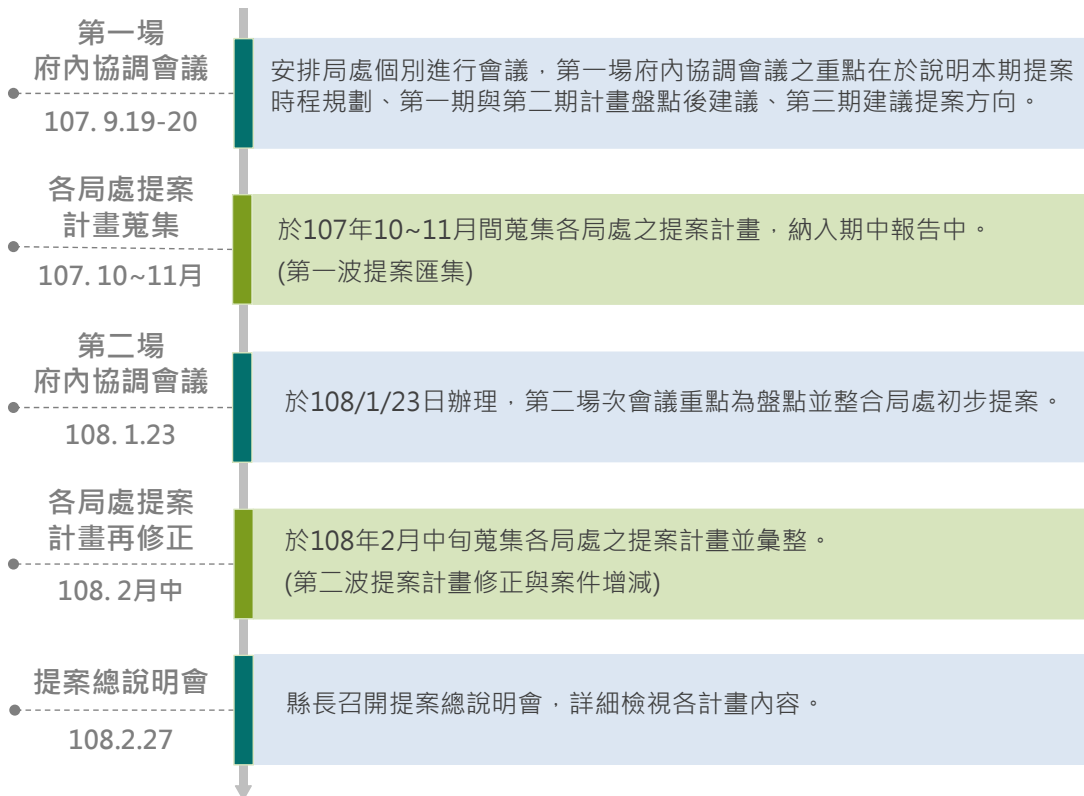 第一場
府內協調會議
107. 9.19-20
安排局處個別進行會議，第一場府內協調會議之重點在於說明本期提案
時程規劃、第一期與第二期計畫盤點後建議、第三期建議提案方向。
各局處提案
計畫蒐集
107. 10~11月
於107年10~11月間蒐集各局處之提案計畫，納入期中報告中。
(第一波提案匯集)
第二場
府內協調會議
108. 1.23
於108/1/23日辦理，第二場次會議重點為盤點並整合局處初步提案。
各局處提案
計畫再修正
108. 2月中
於108年2月中旬蒐集各局處之提案計畫並彙整。
(第二波提案計畫修正與案件增減)
提案總說明會
108.2.27
縣長召開提案總說明會，詳細檢視各計畫內容。